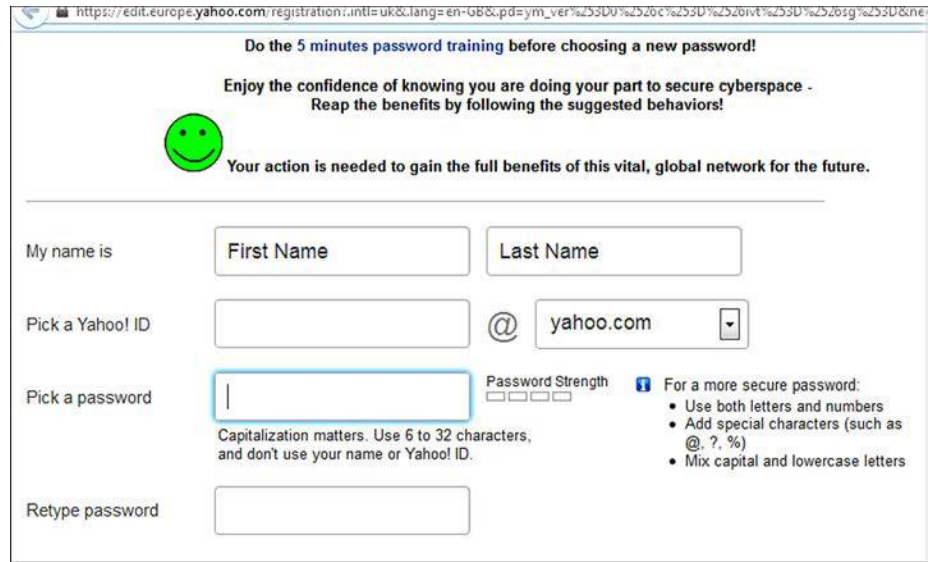 https://edit.europe.yahoo.com/registration?.intl=uk&.lang=en-GB&.pd=ym_ver%253D0%2526c%253D%2526ivt%253D%2526sg%253D&ne
Do the 5 minutes password training before choosing a new password!
Enjoy the confidence of knowing you are doing your part to secure cyberspace -
Reap the benefits by following the suggested behaviors!
Your action is needed to gain the full benefits of this vital, global network for the future.
My name is First Name Last Name
Pick a Yahoo! ID @ yahoo.com
Pick a password
Password Strength
Capitalization matters. Use 6 to 32 characters,
and don't use your name or Yahoo! ID.
For a more secure password:
• Use both letters and numbers
• Add special characters (such as
@, ?, %)
• Mix capital and lowercase letters
Retype password